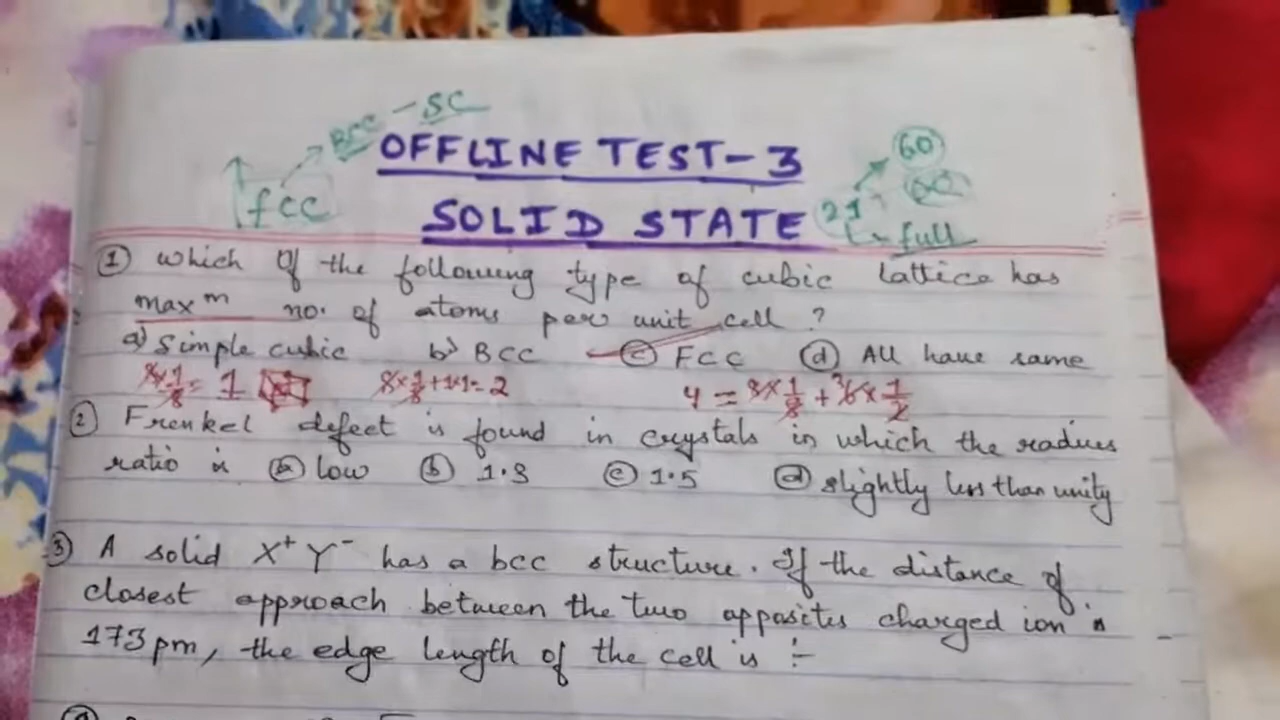 BCC - SC
OFFLINE TEST-3
60
fcc
SOLID STATE
21
full
① which of the following type of cubic lattice has
maxᵐ no. of atoms per unit cell ?
a) Simple cubic b) BCC ⓒ FCC ⓓ All have same
8×1/8 = 1 8×1/8+1×1=2 4 = 8×1/8 + 6×1/2
② Frenkel defect is found in crystals in which the radius
ratio is ⓐ low ⓑ 1.3 ⓒ 1.5 ⓓ slightly less than unity
③ A solid X⁺ Y⁻ has a bcc structure. If the distance of
closest approach between the two apposites charged ion is
173 pm, the edge length of the cell is :-